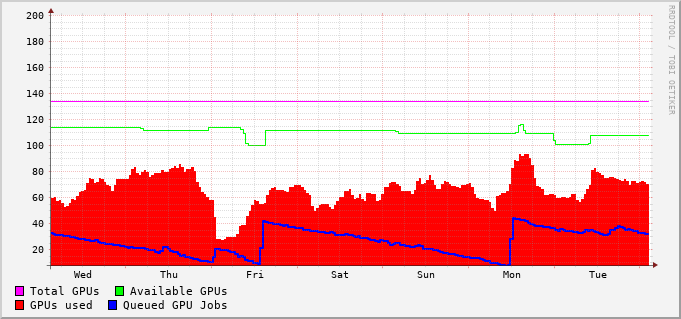 200
180
160
140
120
100
80
60
40
20
Wed Thu Fri Sat Sun Mon Tue
Total GPUs Available GPUs
GPUs used Queued GPU Jobs
RRDTOOL / TOBI OETIKER